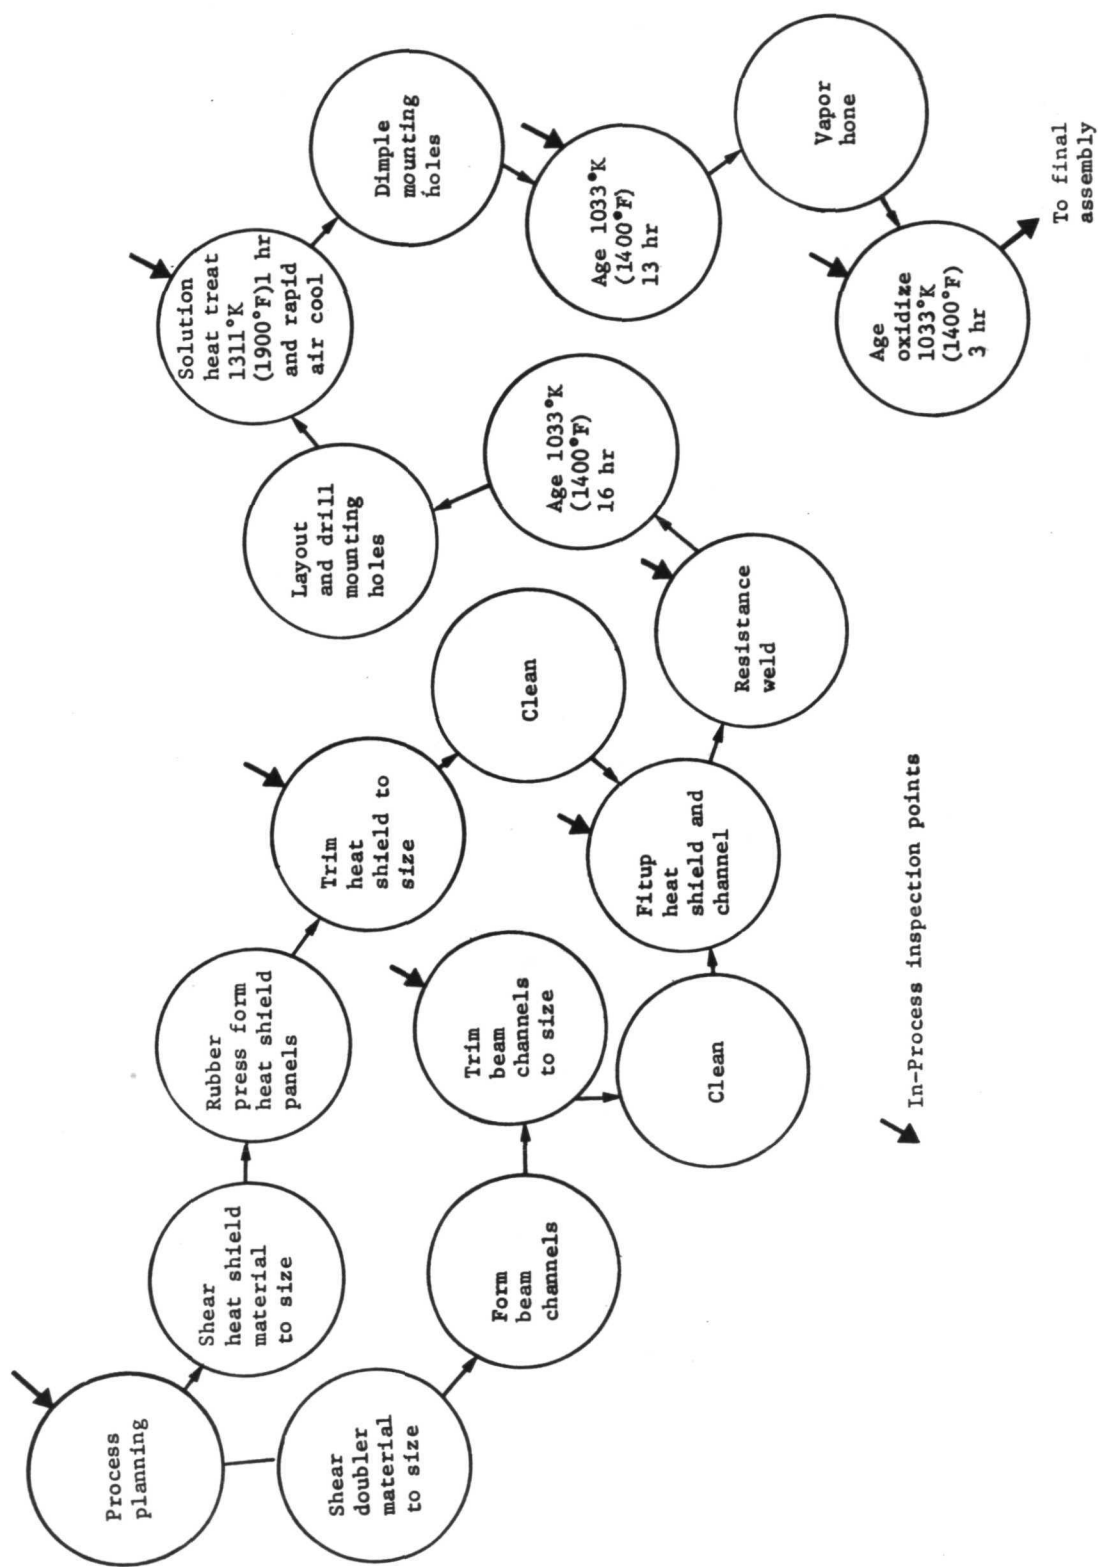 Process
planning
Shear
heat shield
material
to size
Rubber
press form
heat shield
panels
Trim
heat
shield to
size
Clean
Shear
doubler
material
to size
Form
beam
channels
Trim
beam
channels
to size
Clean
Fitup
heat
shield and
channel
Resistance
weld
Age 1033°K
(1400°F)
16 hr
Layout
and drill
mounting
holes
Solution
heat treat
1311°K
(1900°F)1 hr
and rapid
air cool
Dimple
mounting
holes
Age 1033°K
(1400°F)
13 hr
Vapor
hone
Age
oxidize
1033°K
(1400°F)
3 hr
To final
assembly
In-Process inspection points